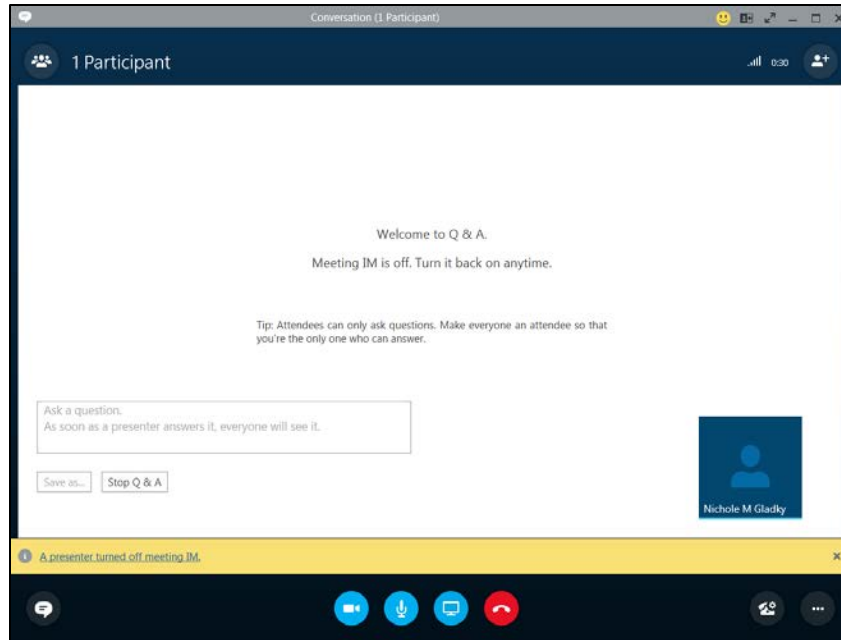 Conversation (1 Participant)
1 Participant
0:30
Welcome to Q & A.
Meeting IM is off. Turn it back on anytime.
Tip: Attendees can only ask questions. Make everyone an attendee so that
you're the only one who can answer.
Ask a question.
As soon as a presenter answers it, everyone will see it.
Save as...
Stop Q & A
Nichole M Gladky
A presenter turned off meeting IM.